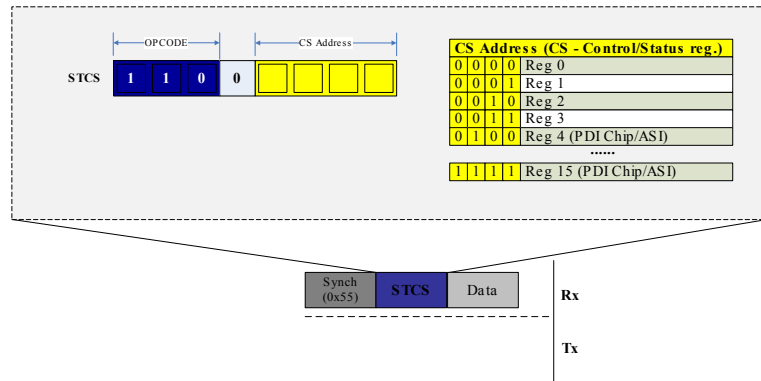 OPCODE CS Address
STCS 1 1 0 0
CS Address (CS - Control/Status reg.)
0 0 0 0 Reg 0
0 0 0 1 Reg 1
0 0 1 0 Reg 2
0 0 1 1 Reg 3
0 1 0 0 Reg 4 (PDI Chip/ASI)
......
1 1 1 1 Reg 15 (PDI Chip/ASI)
Synch
(0x55)
STCS
Data
Rx
Tx